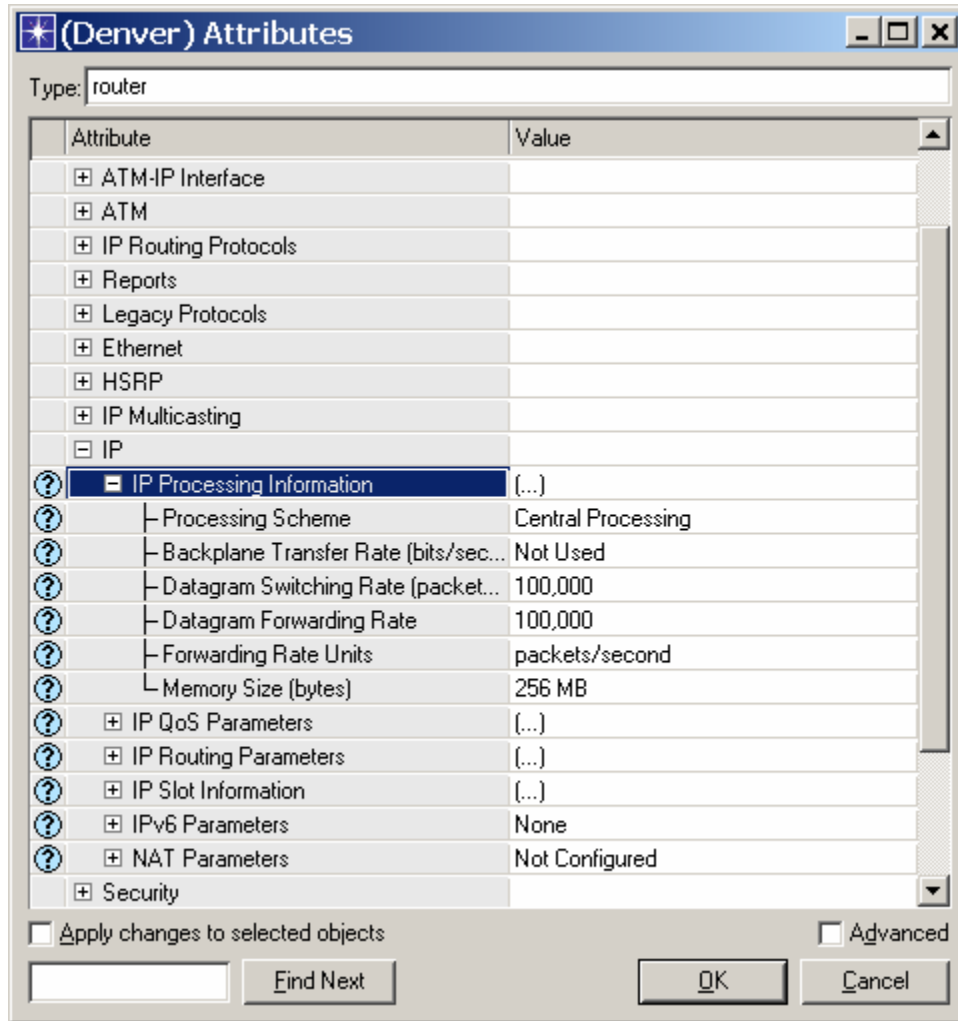 (Denver) Attributes
Type: router
Attribute Value
ATM-IP Interface
ATM
IP Routing Protocols
Reports
Legacy Protocols
Ethernet
HSRP
IP Multicasting
IP
IP Processing Information (...)
Processing Scheme Central Processing
Backplane Transfer Rate (bits/sec... Not Used
Datagram Switching Rate (packet... 100,000
Datagram Forwarding Rate 100,000
Forwarding Rate Units packets/second
Memory Size (bytes) 256 MB
IP QoS Parameters (...)
IP Routing Parameters (...)
IP Slot Information (...)
IPv6 Parameters None
NAT Parameters Not Configured
Security
Apply changes to selected objects Advanced
Find Next OK Cancel